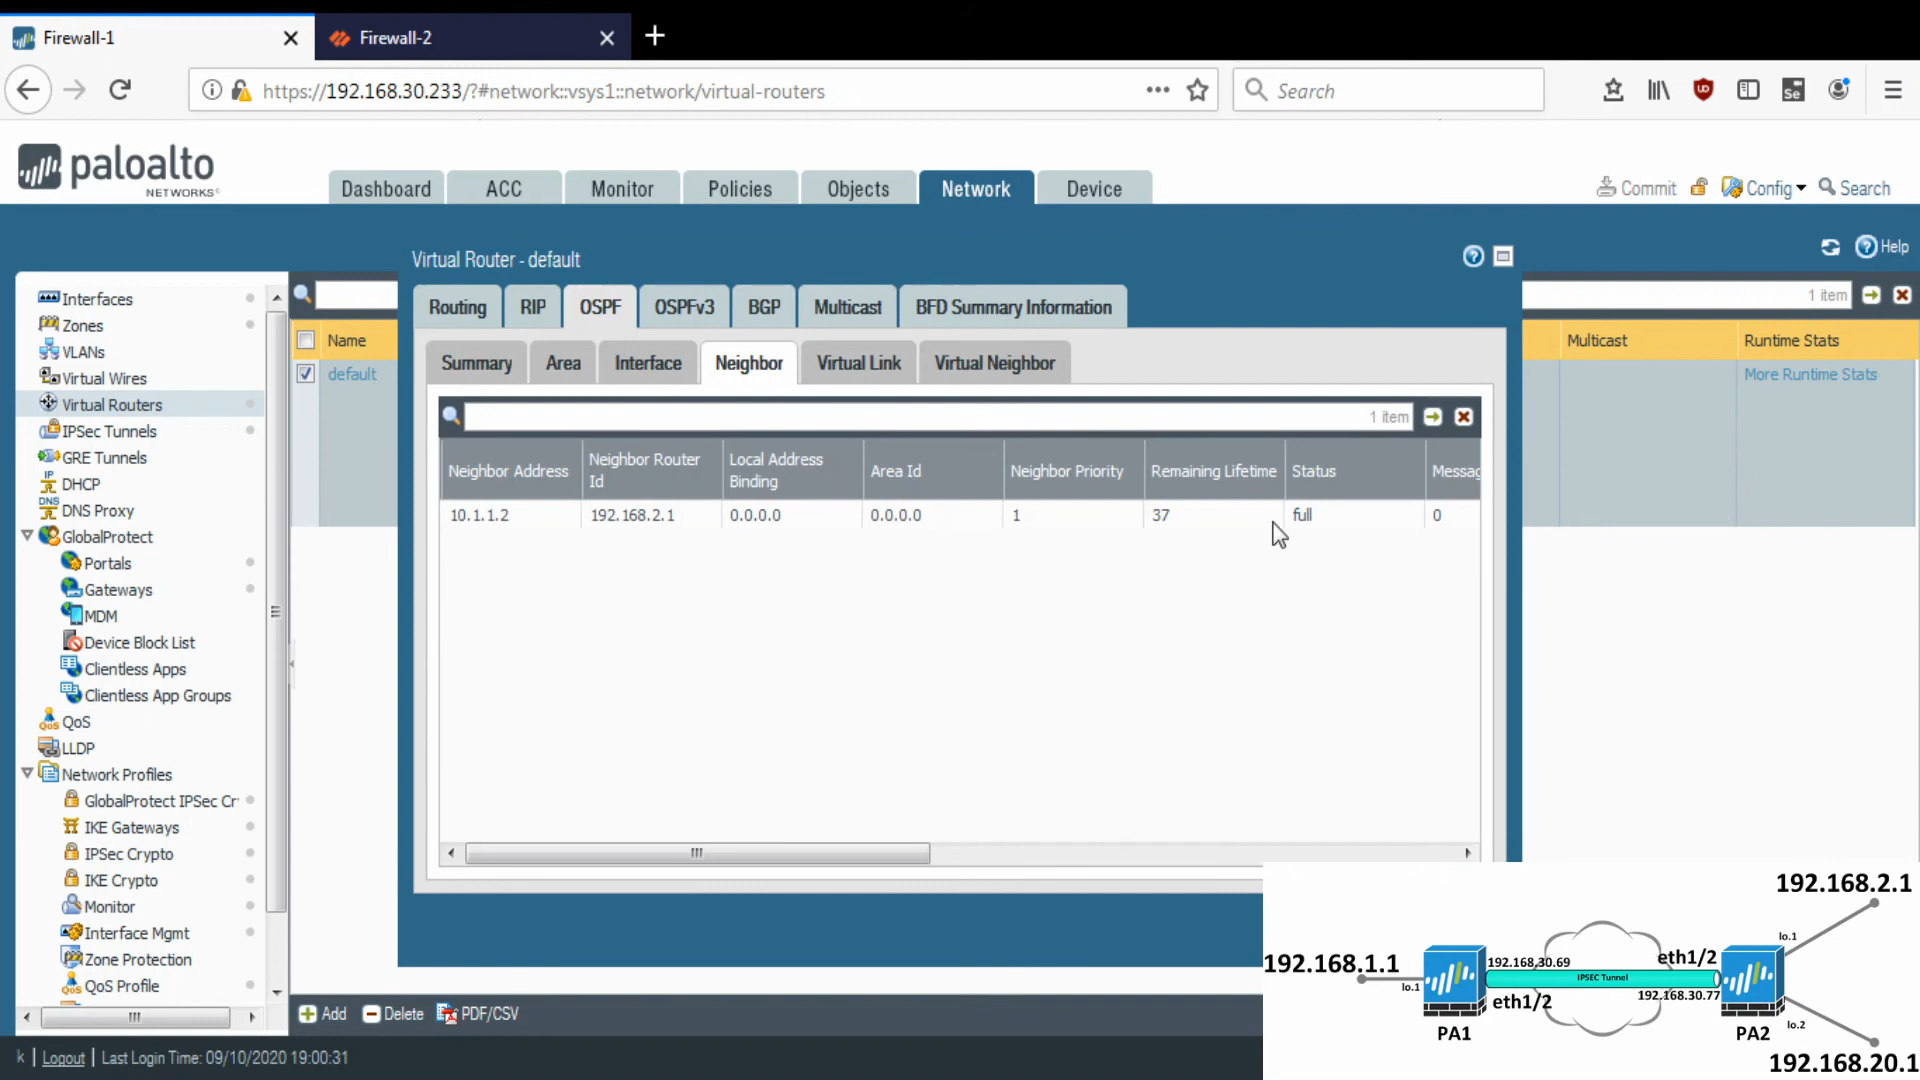 Firewall-1
Firewall-2
https://192.168.30.233/?#network::vsys1::network/virtual-routers
Search
paloalto
NETWORKS
Dashboard
ACC
Monitor
Policies
Objects
Network
Device
Commit
Config
Search
Help
Virtual Router - default
Routing
RIP
OSPF
OSPFv3
BGP
Multicast
BFD Summary Information
Summary
Area
Interface
Neighbor
Virtual Link
Virtual Neighbor
1 item
Neighbor Address
Neighbor Router Id
Local Address Binding
Area Id
Neighbor Priority
Remaining Lifetime
Status
Messag
10.1.1.2
192.168.2.1
0.0.0.0
0.0.0.0
1
37
full
0
Interfaces
Zones
VLANs
Virtual Wires
Virtual Routers
IPSec Tunnels
GRE Tunnels
DHCP
DNS Proxy
GlobalProtect
Portals
Gateways
MDM
Device Block List
Clientless Apps
Clientless App Groups
QoS
LLDP
Network Profiles
GlobalProtect IPSec Cr
IKE Gateways
IPSec Crypto
IKE Crypto
Monitor
Interface Mgmt
Zone Protection
QoS Profile
Name
default
1 item
Multicast
Runtime Stats
More Runtime Stats
Add
Delete
PDF/CSV
k | Logout | Last Login Time: 09/10/2020 19:00:31
192.168.2.1
lo.1
192.168.1.1
lo.1
192.168.30.69
eth1/2
IPSEC Tunnel
eth1/2
192.168.30.77
PA1
PA2
lo.2
192.168.20.1